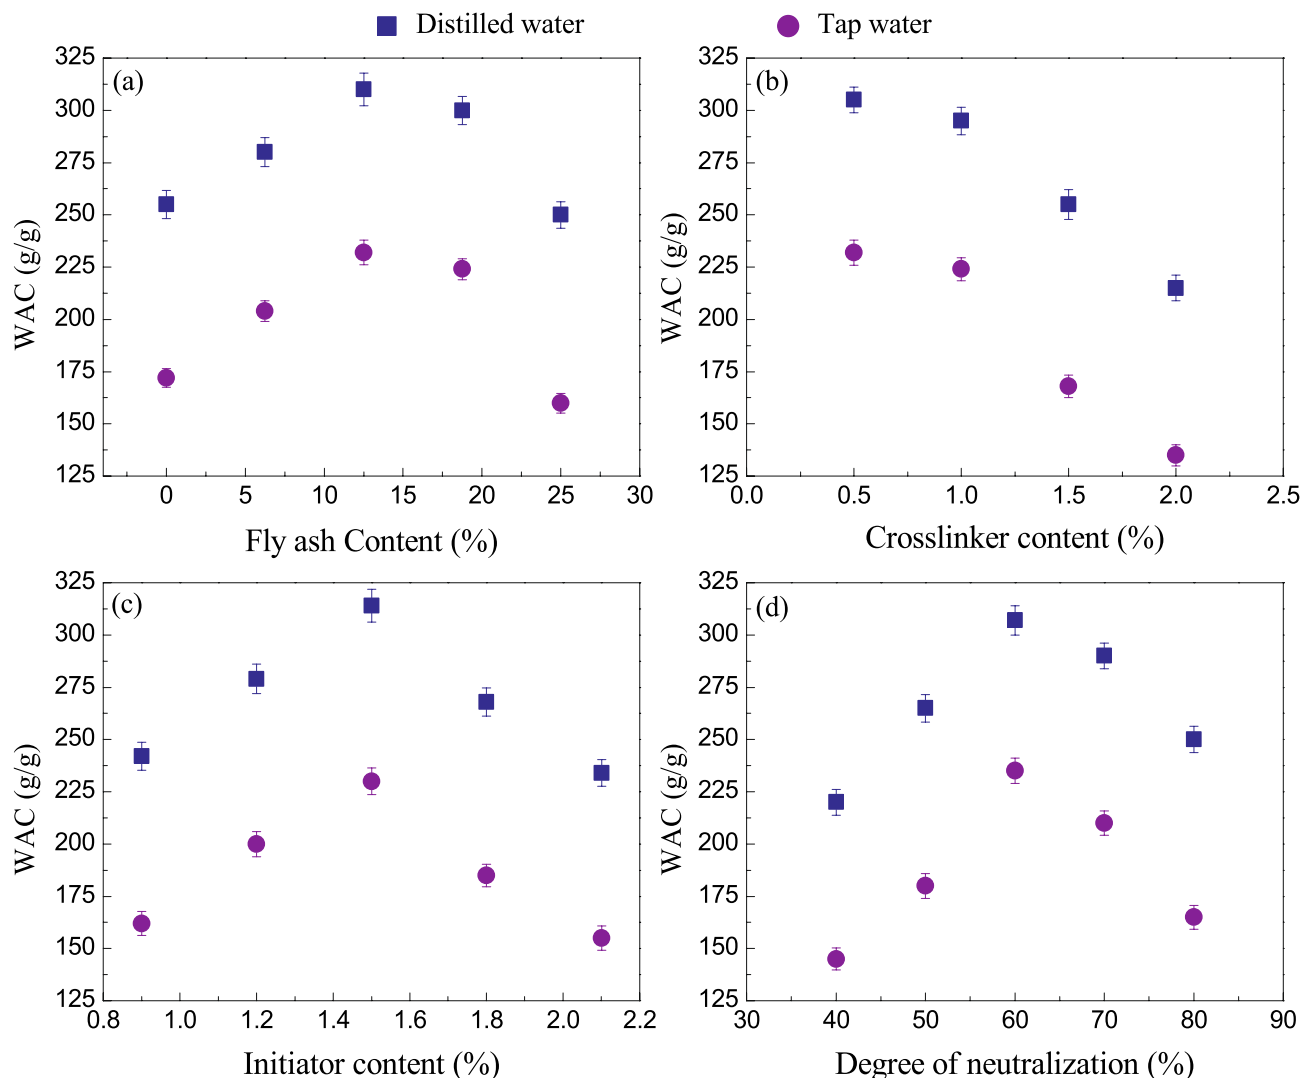 Distilled water Tap water
(a)
325
300
275
250
225
200
175
150
125
WAC (g/g)
0 5 10 15 20 25 30
Fly ash Content (%)
(b)
325
300
275
250
225
200
175
150
125
WAC (g/g)
0.0 0.5 1.0 1.5 2.0 2.5
Crosslinker content (%)
(c)
325
300
275
250
225
200
175
150
125
WAC (g/g)
0.8 1.0 1.2 1.4 1.6 1.8 2.0 2.2
Initiator content (%)
(d)
325
300
275
250
225
200
175
150
125
WAC (g/g)
30 40 50 60 70 80 90
Degree of neutralization (%)